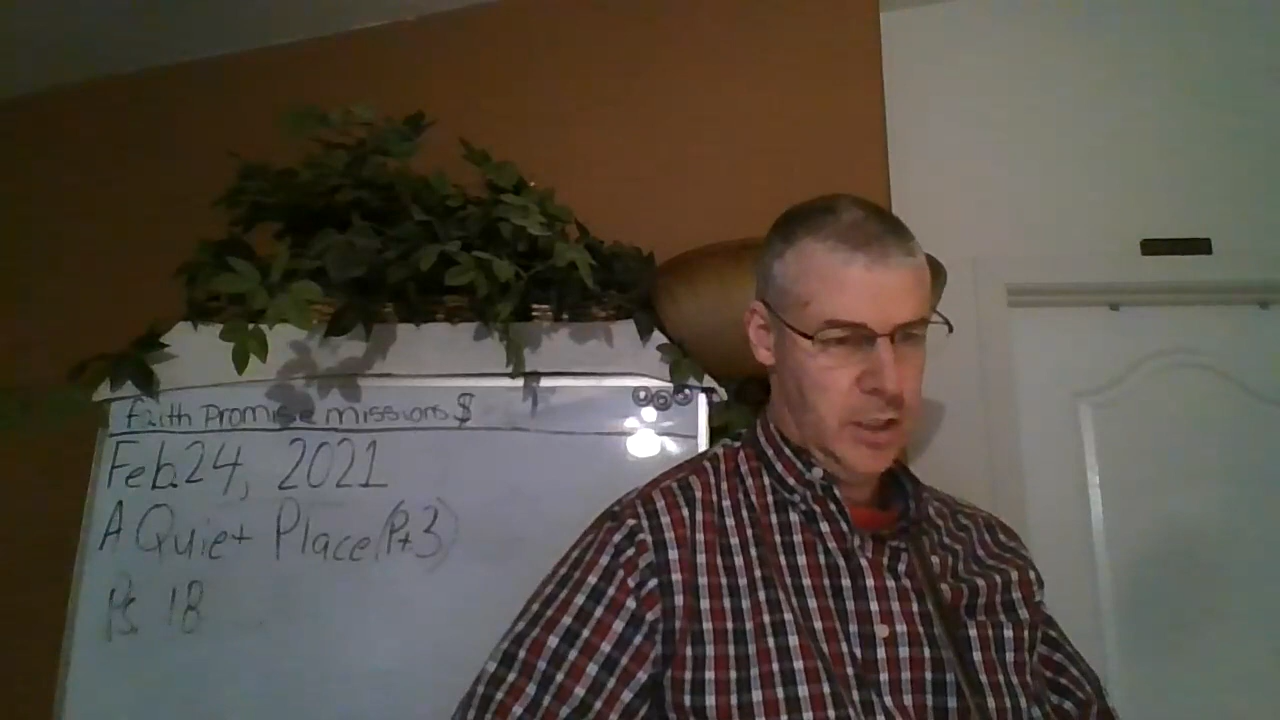 Faith Promise missions $
Feb.24, 2021
A Quiet Place (Pt 3)
Ps 18